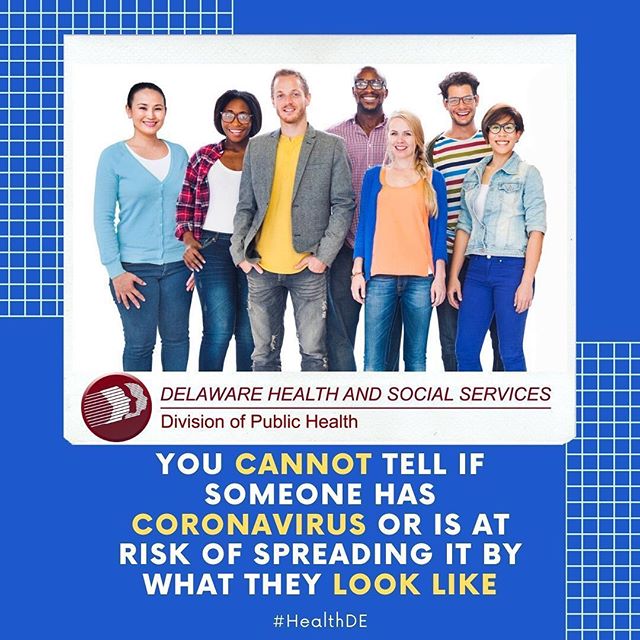 DELAWARE HEALTH AND SOCIAL SERVICES
Division of Public Health
YOU CANNOT TELL IF
SOMEONE HAS
CORONAVIRUS OR IS AT
RISK OF SPREADING IT BY
WHAT THEY LOOK LIKE
#HealthDE